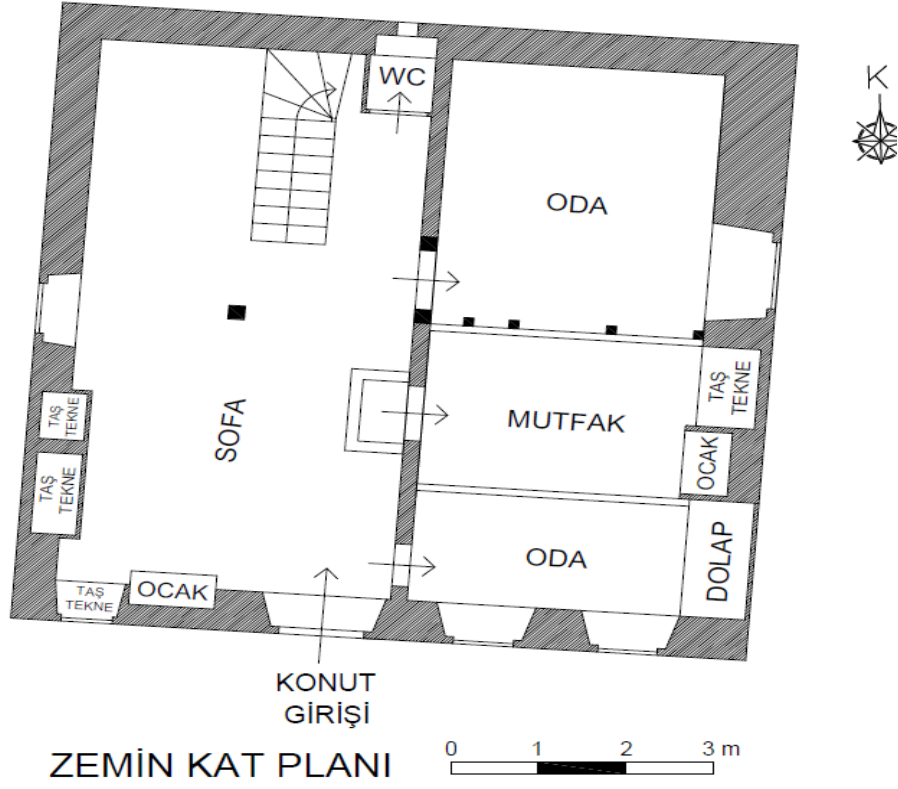 WC
K
ODA
TAŞ
TEKNE
MUTFAK
OCAK
TAŞ
TEKNE
SOFA
TAŞ
TEKNE
ODA
DOLAP
TAŞ
TEKNE
OCAK
KONUT
GİRİŞİ
ZEMİN KAT PLANI
0 1 2 3 m